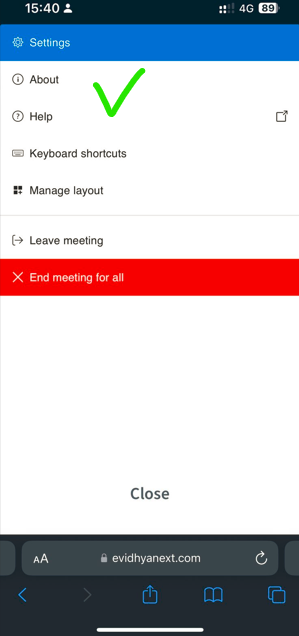 15:40
4G 89
Settings
About
Help
Keyboard shortcuts
Manage layout
Leave meeting
End meeting for all
Close
AA evidhyanext.com